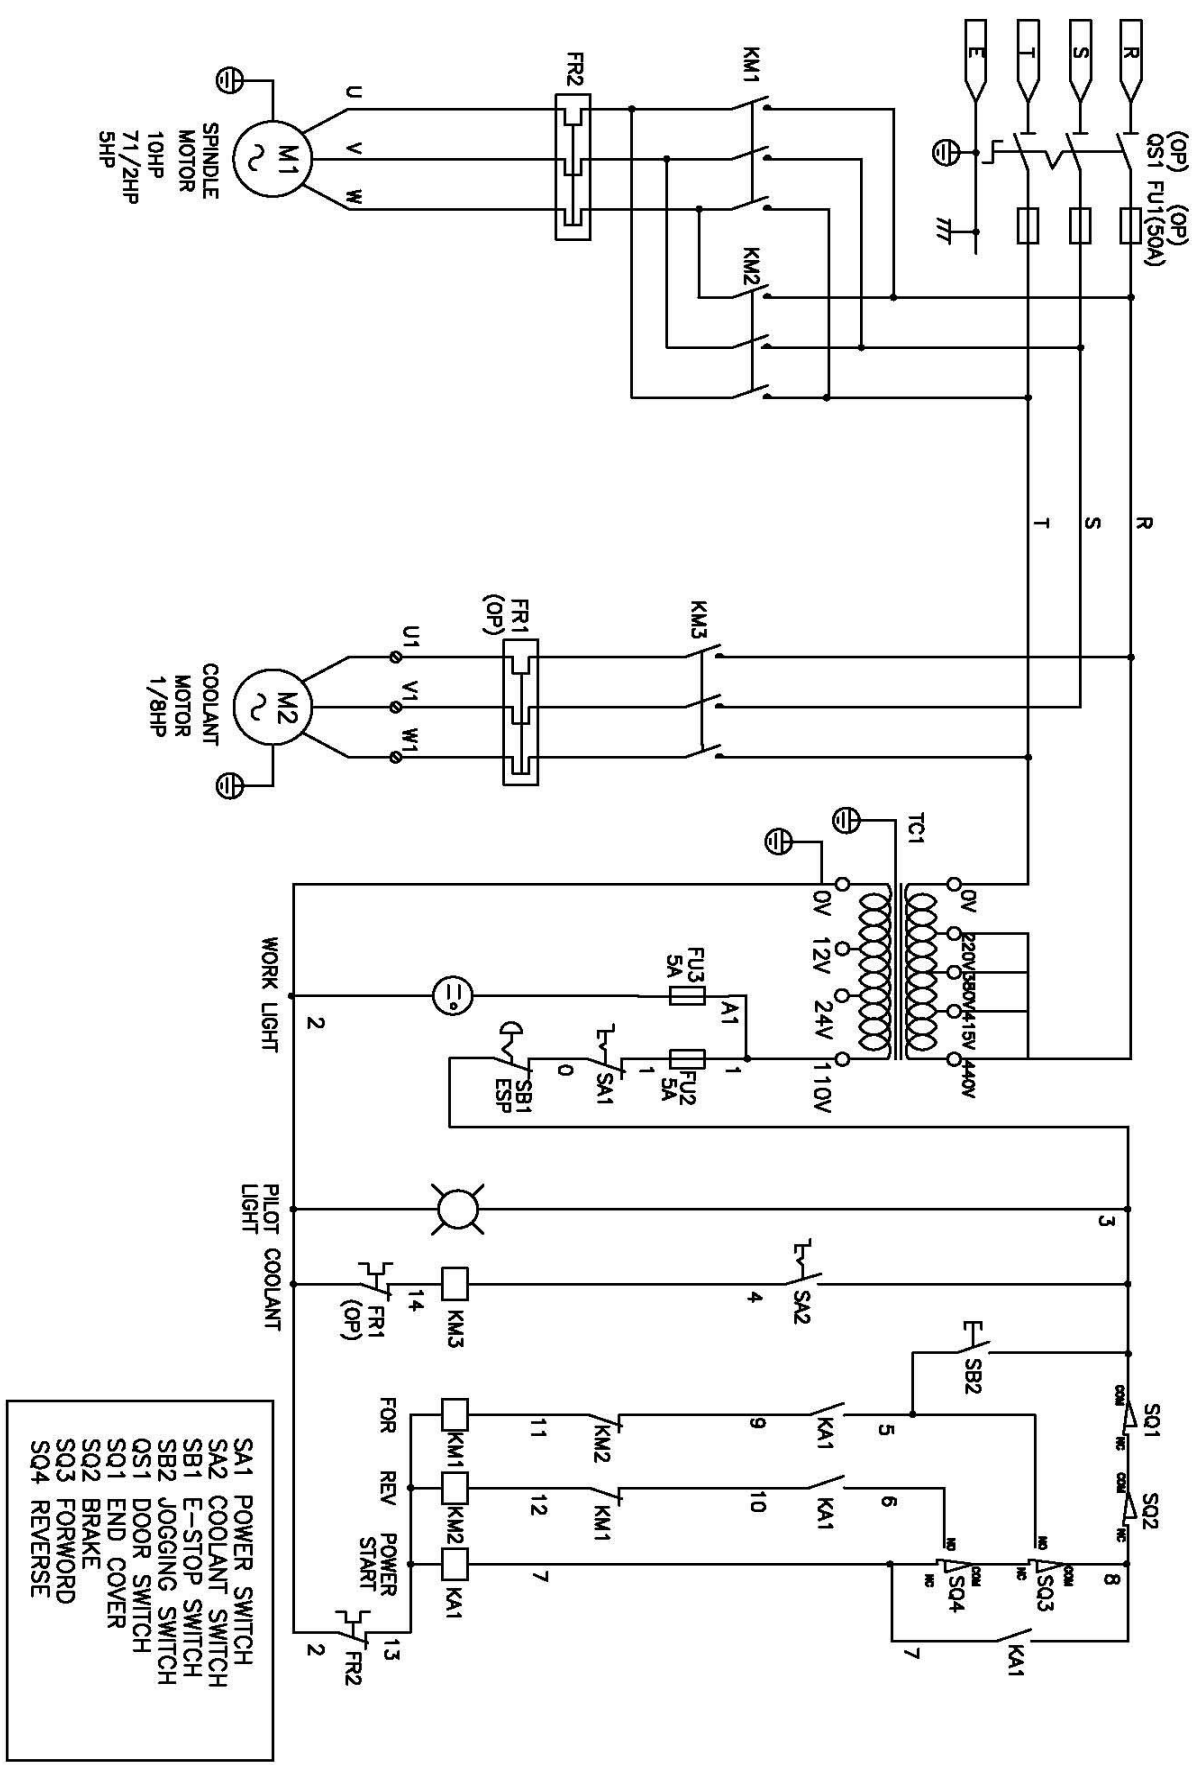 R
S
T
E
(OP)
QS1
(OP)
FU1(50A)
KM1
FR2
U
V
W
M1
SPINDLE
MOTOR
10HP
71/2HP
5HP
KM2
R
S
T
KM3
FR1
(OP)
U1
V1
W1
M2
COOLANT
MOTOR
1/8HP
TC1
0V
220V
380V
415V
440V
0V
12V
24V
110V
FU3
5A
A1
1
FU2
5A
1
SA1
0
SB1
ESP
WORK LIGHT
2
3
PILOT
LIGHT
SA2
4
KM3
14
FR1
(OP)
COOLANT
SB2
SQ1
COM
NC
SQ2
COM
NC
5
KA1
9
KM2
11
KM1
FOR
6
KA1
10
KM1
12
KM2
REV
8
SQ3
COM
NO
NC
SQ4
COM
NO
NC
7
KA1
POWER
START
KA1
7
13
FR2
2
SA1 POWER SWITCH
SA2 COOLANT SWITCH
SB1 E-STOP SWITCH
SB2 JOGGING SWITCH
QS1 DOOR SWITCH
SQ1 END COVER
SQ2 BRAKE
SQ3 FORWORD
SQ4 REVERSE